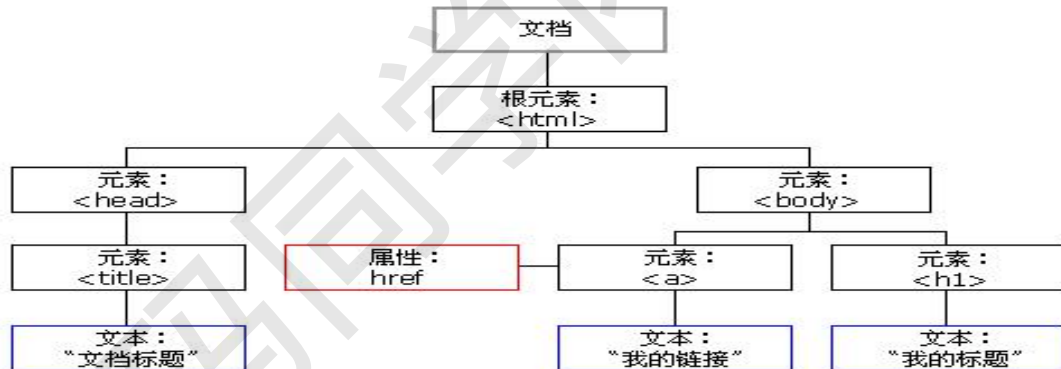 文档
根元素：
<html>
元素：
<head>
元素：
<body>
元素：
<title>
属性：
href
元素：
<a>
元素：
<h1>
文本：
“文档标题”
文本：
“我的链接”
文本：
“我的标题”